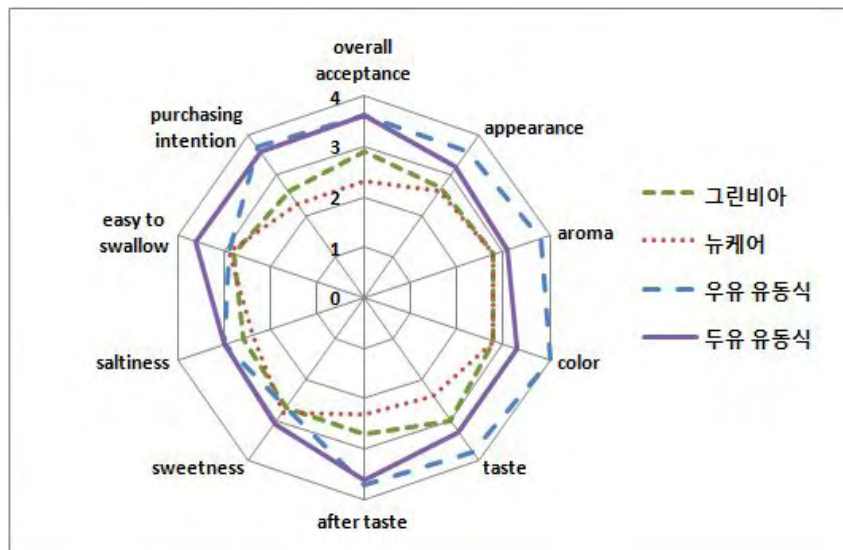 overall
acceptance
4
purchasing
intention
appearance
3
그린비아
2
easy to
swallow
aroma
뉴케어
1
우유 유동식
0
두유 유동식
saltiness
color
sweetness
taste
after taste